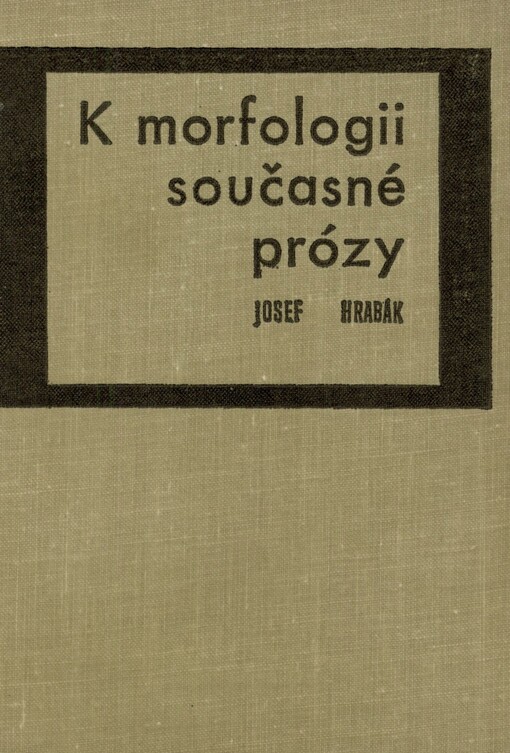 K morfologii
současné
prózy
JOSEF HRABÁK